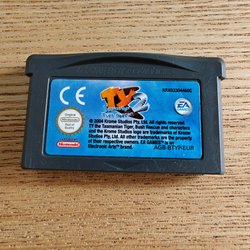 CE
TY 2
EA
© 2004 Krome Studios Pty. Ltd. All rights reserved.
TY the Tasmanian Tiger, Bush Rescue and characters
and the Krome Studios logo are trademarks of Krome
Studios Pty. Ltd. All other trademarks are the property
of their respective owners. EA GAMES™ is an
Electronic Arts™ brand.
Nintendo
AGB-BTYP-EUR